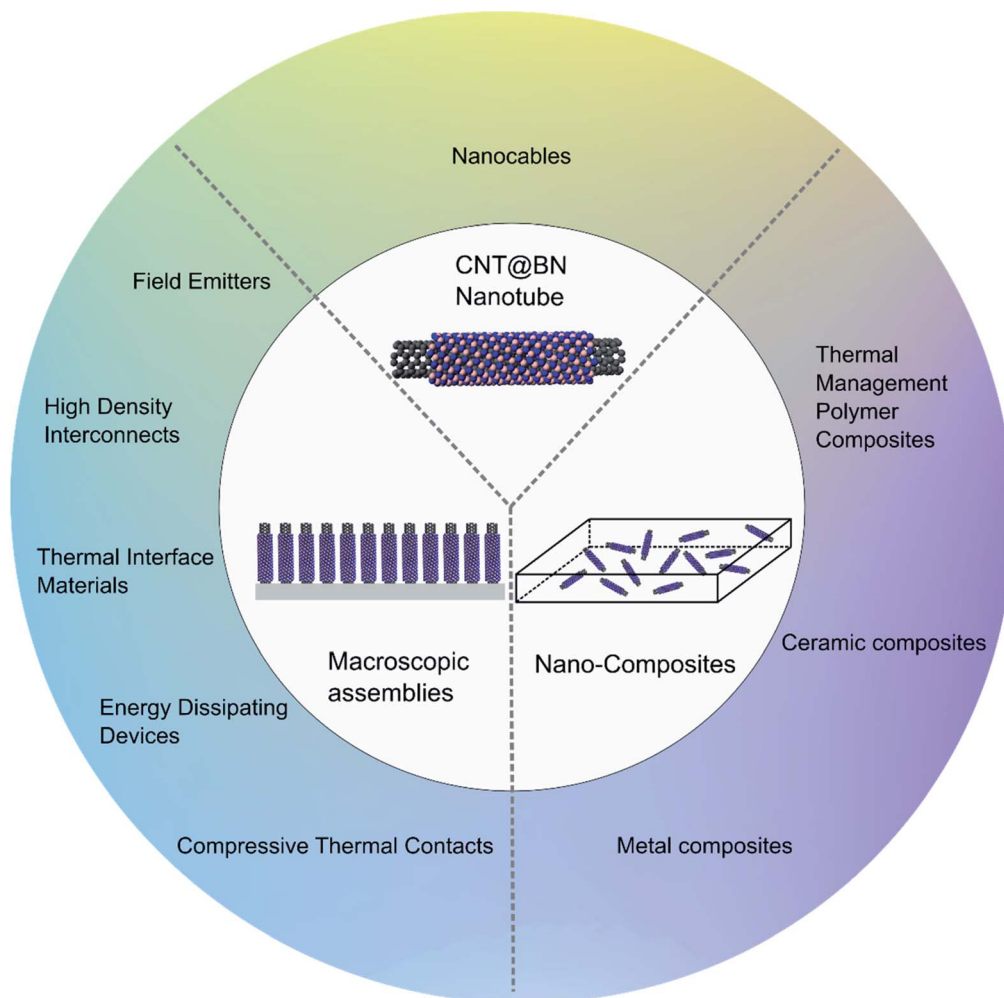 Nanocables
CNT@BN
Nanotube
Field Emitters
High Density
Interconnects
Thermal Interface
Materials
Energy Dissipating
Devices
Compressive Thermal Contacts
Macroscopic
assemblies
Nano-Composites
Thermal
Management
Polymer
Composites
Ceramic composites
Metal composites